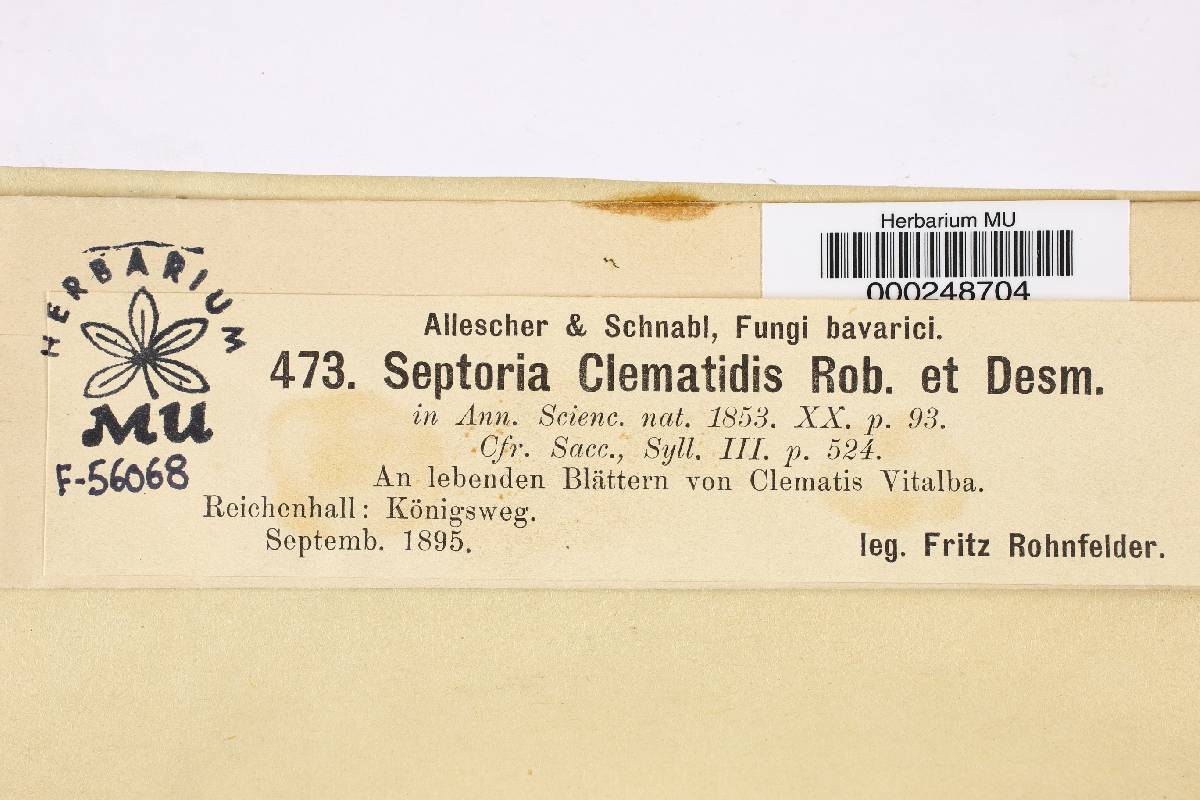 Herbarium MU
000248704
HERBARIUM
MU
F-56068
Allescher & Schnabl, Fungi bavarici.
473. Septoria Clematidis Rob. et Desm.
in Ann. Scienc. nat. 1853. XX. p. 93.
Cfr. Sacc., Syll. III. p. 524.
An lebenden Blättern von Clematis Vitalba.
Reichenhall: Königsweg.
Septemb. 1895.
leg. Fritz Rohnfelder.